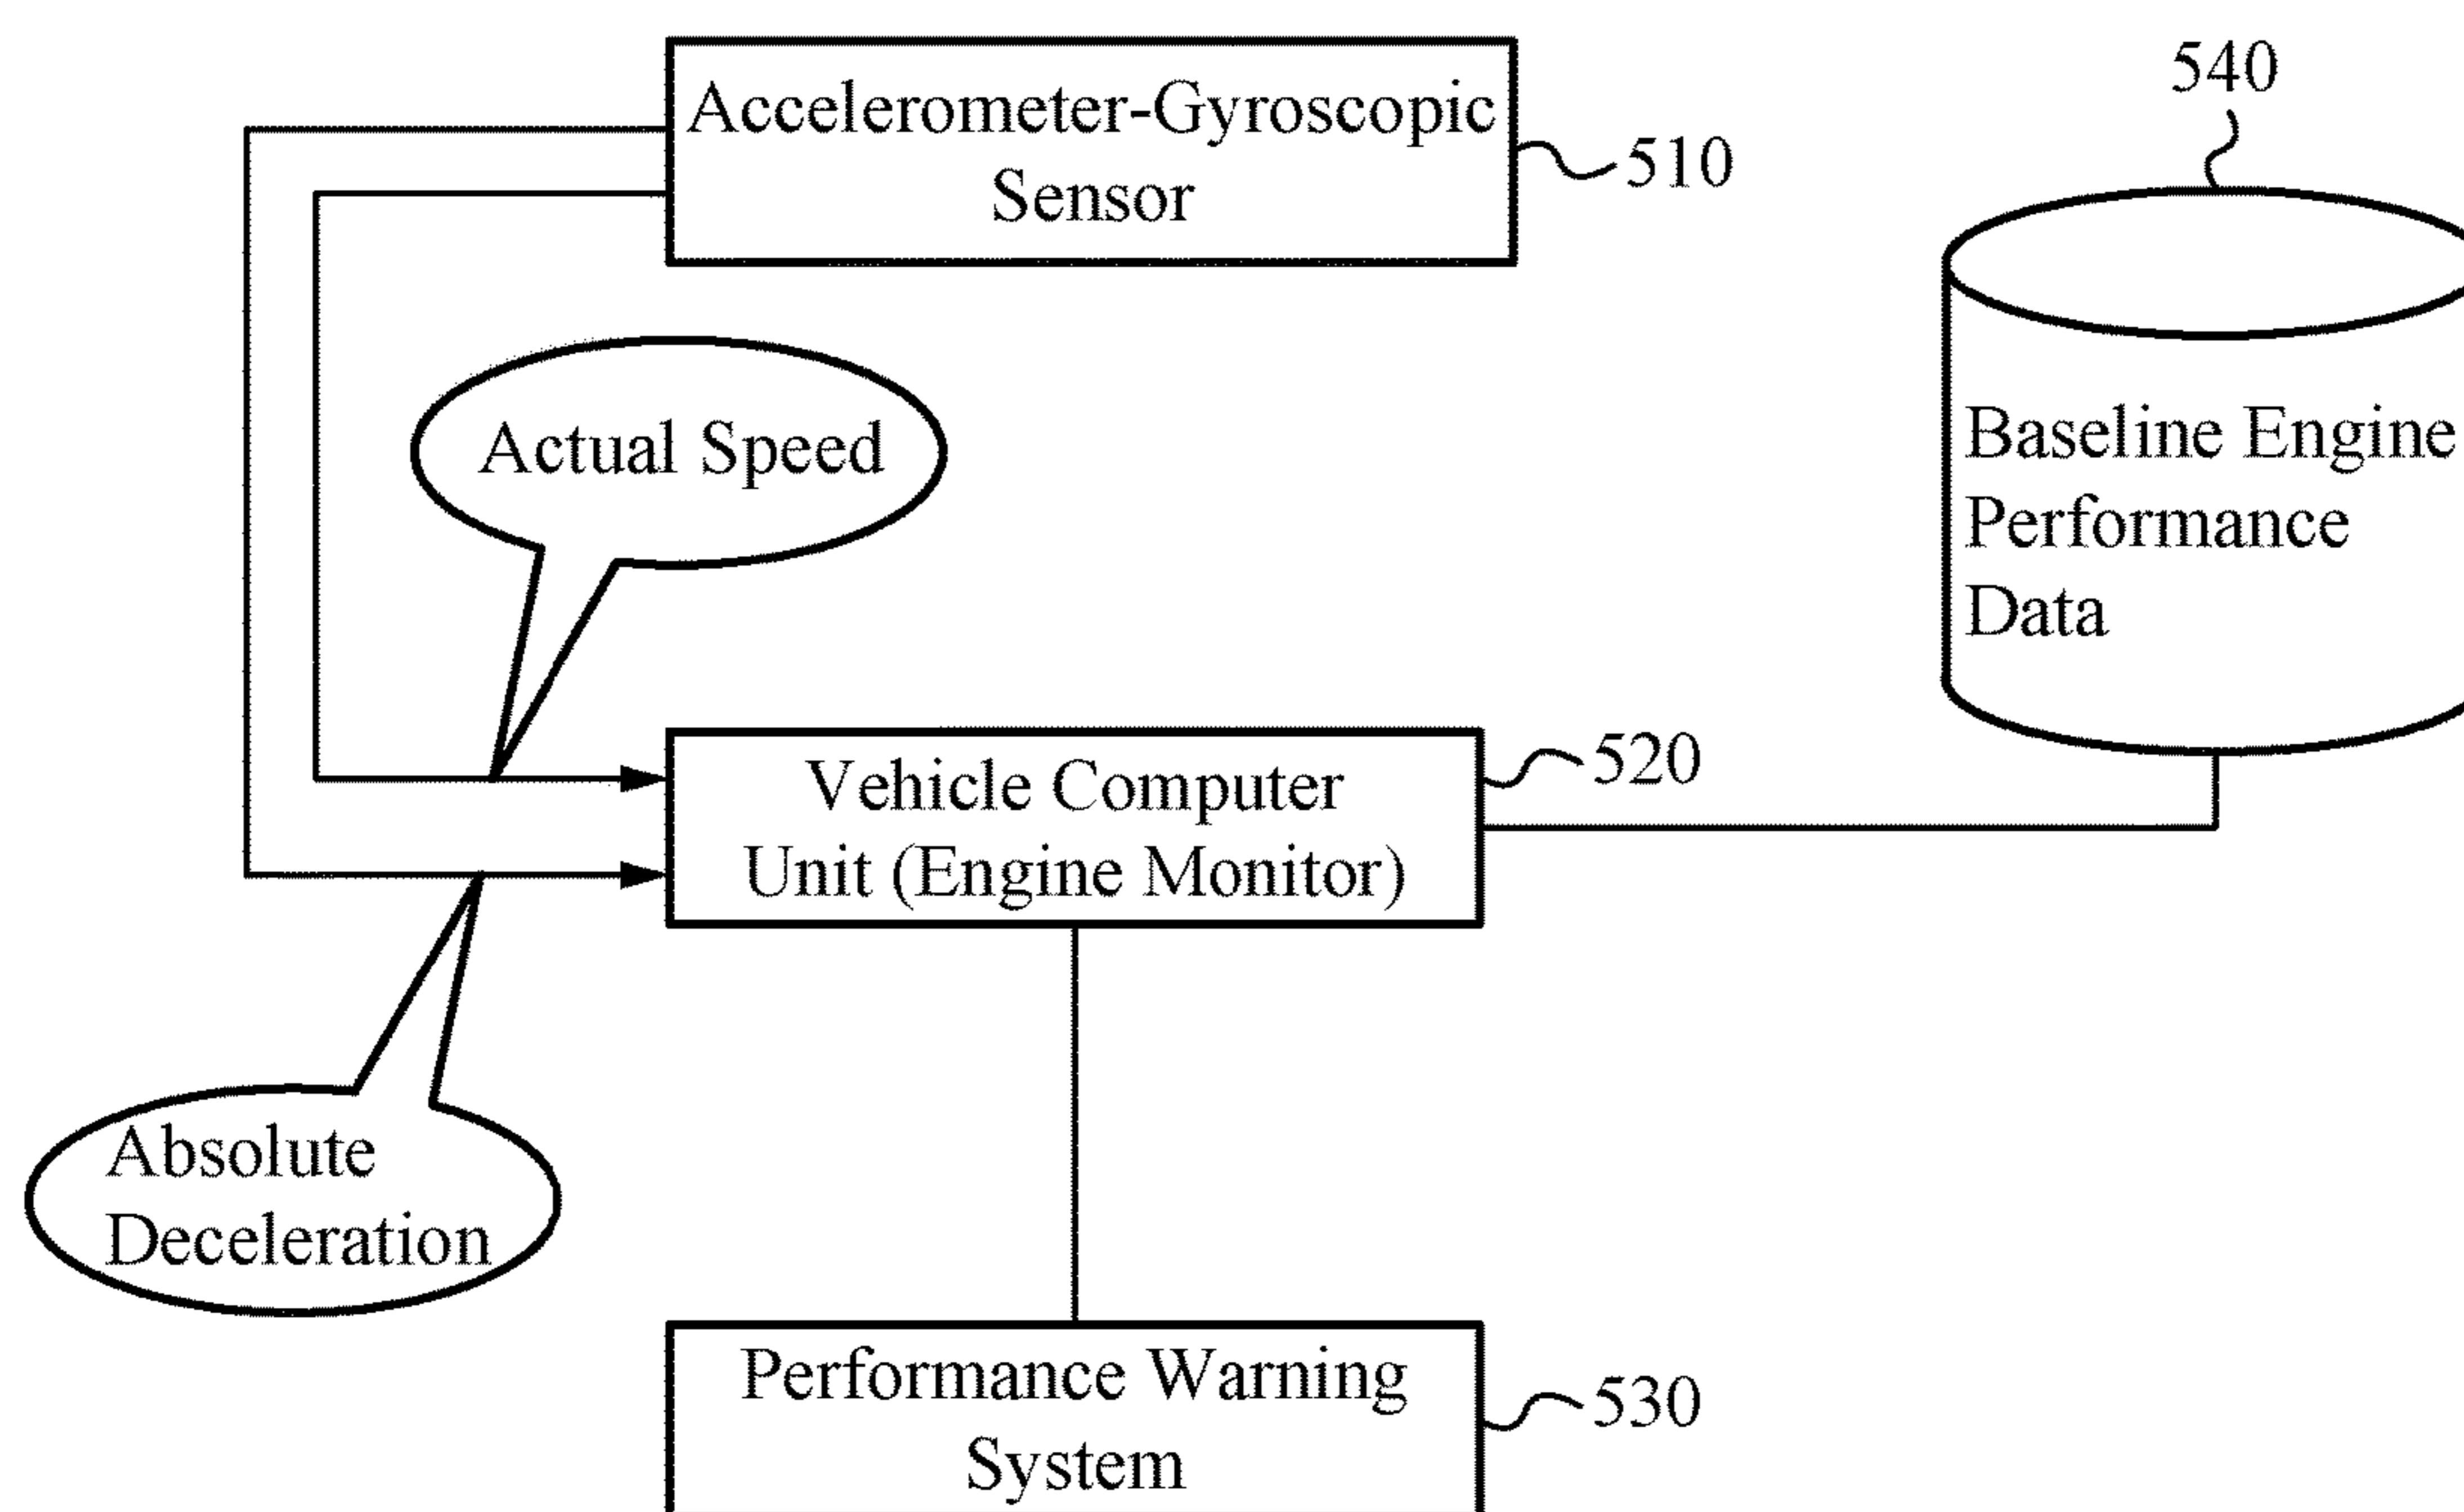 Accelerometer-Gyroscopic
Sensor
510
540
Actual Speed
Baseline Engine
Performance
Data
Vehicle Computer
Unit (Engine Monitor)
520
Absolute
Deceleration
Performance Warning
System
530